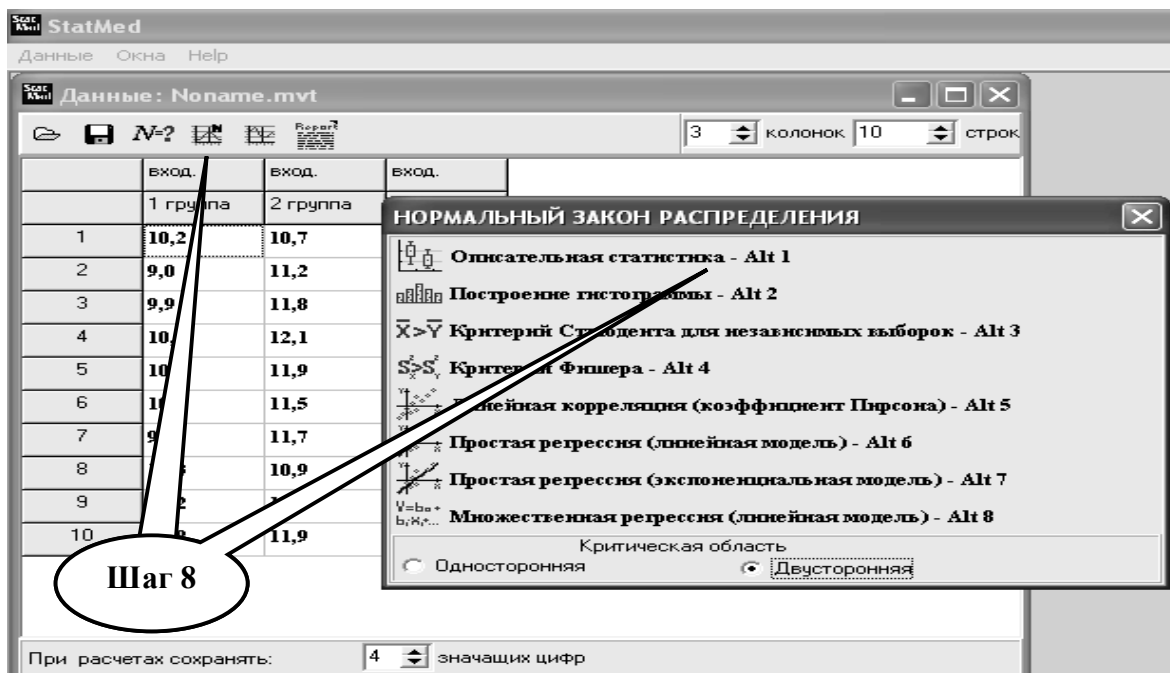 StatMed
Данные Окна Help
Данные: Noname.mvt
N=? Report 3 колонок 10 строк
вход. вход. вход.
1 группа 2 группа
1 10,2 10,7
2 9,0 11,2
3 9,9 11,8
4 12,1
5 11,9
6 11,5
7 11,7
8 10,9
9
10 11,9
НОРМАЛЬНЫЙ ЗАКОН РАСПРЕДЕЛЕНИЯ
Описательная статистика - Alt 1
Построение гистограммы - Alt 2
X>Y Критерий Стьюдента для независимых выборок - Alt 3
Критерий Фишера - Alt 4
Линейная корреляция (коэффициент Пирсона) - Alt 5
Простая регрессия (линейная модель) - Alt 6
Простая регрессия (экспоненциальная модель) - Alt 7
Множественная регрессия (линейная модель) - Alt 8
Критическая область
Односторонняя Двусторонняя
Шаг 8
При расчетах сохранять: 4 значащих цифр